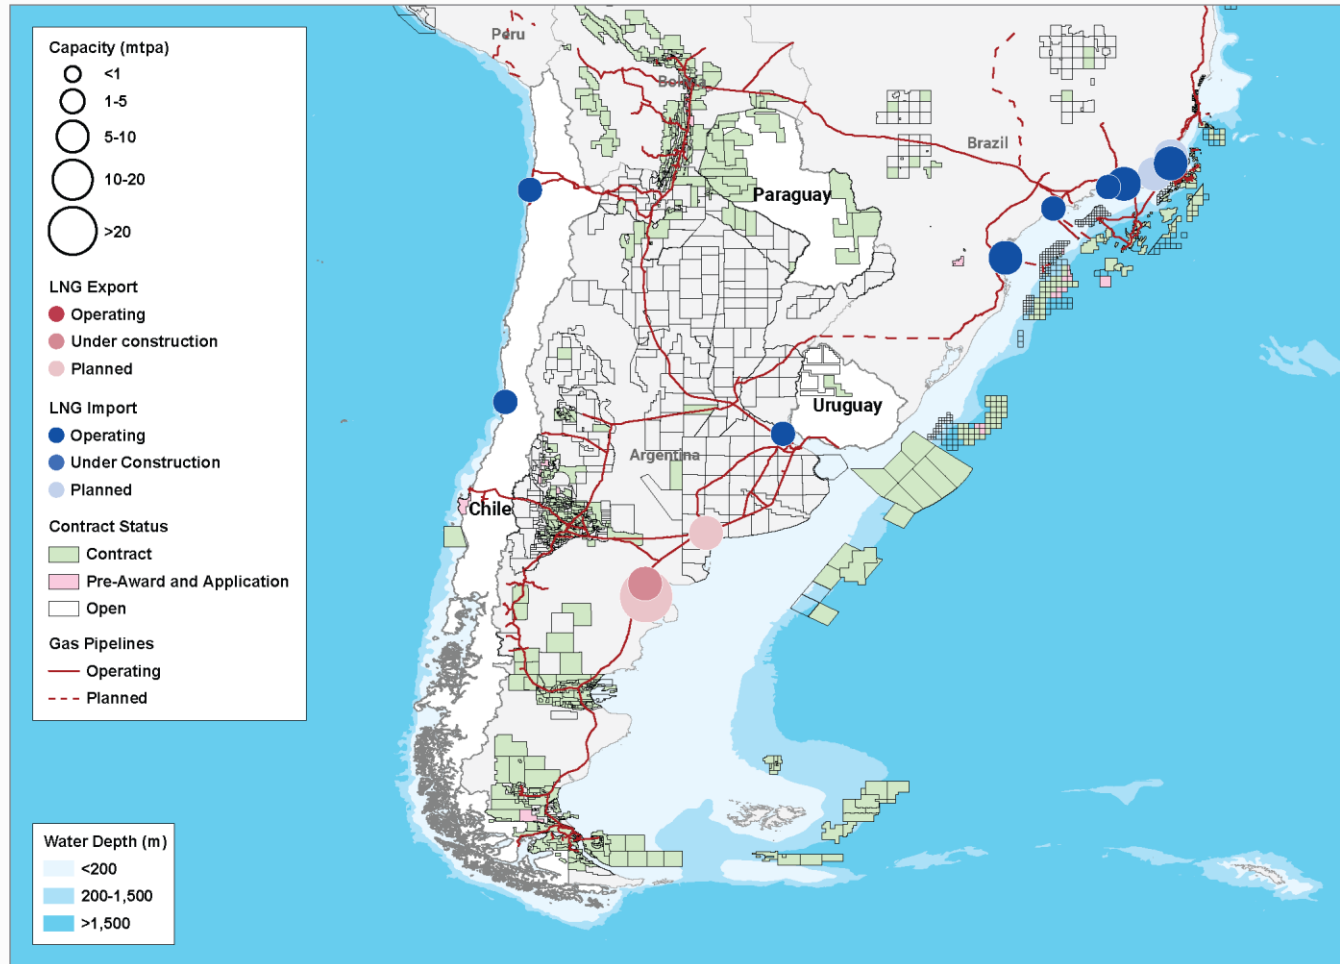 Capacity (mtpa)
<1
1-5
5-10
10-20
>20
LNG Export
Operating
Under construction
Planned
LNG Import
Operating
Under Construction
Planned
Contract Status
Contract
Pre-Award and Application
Open
Gas Pipelines
Operating
Planned
Water Depth (m)
<200
200-1,500
>1,500
Peru
Bolivia
Brazil
Paraguay
Uruguay
Argentina
Chile